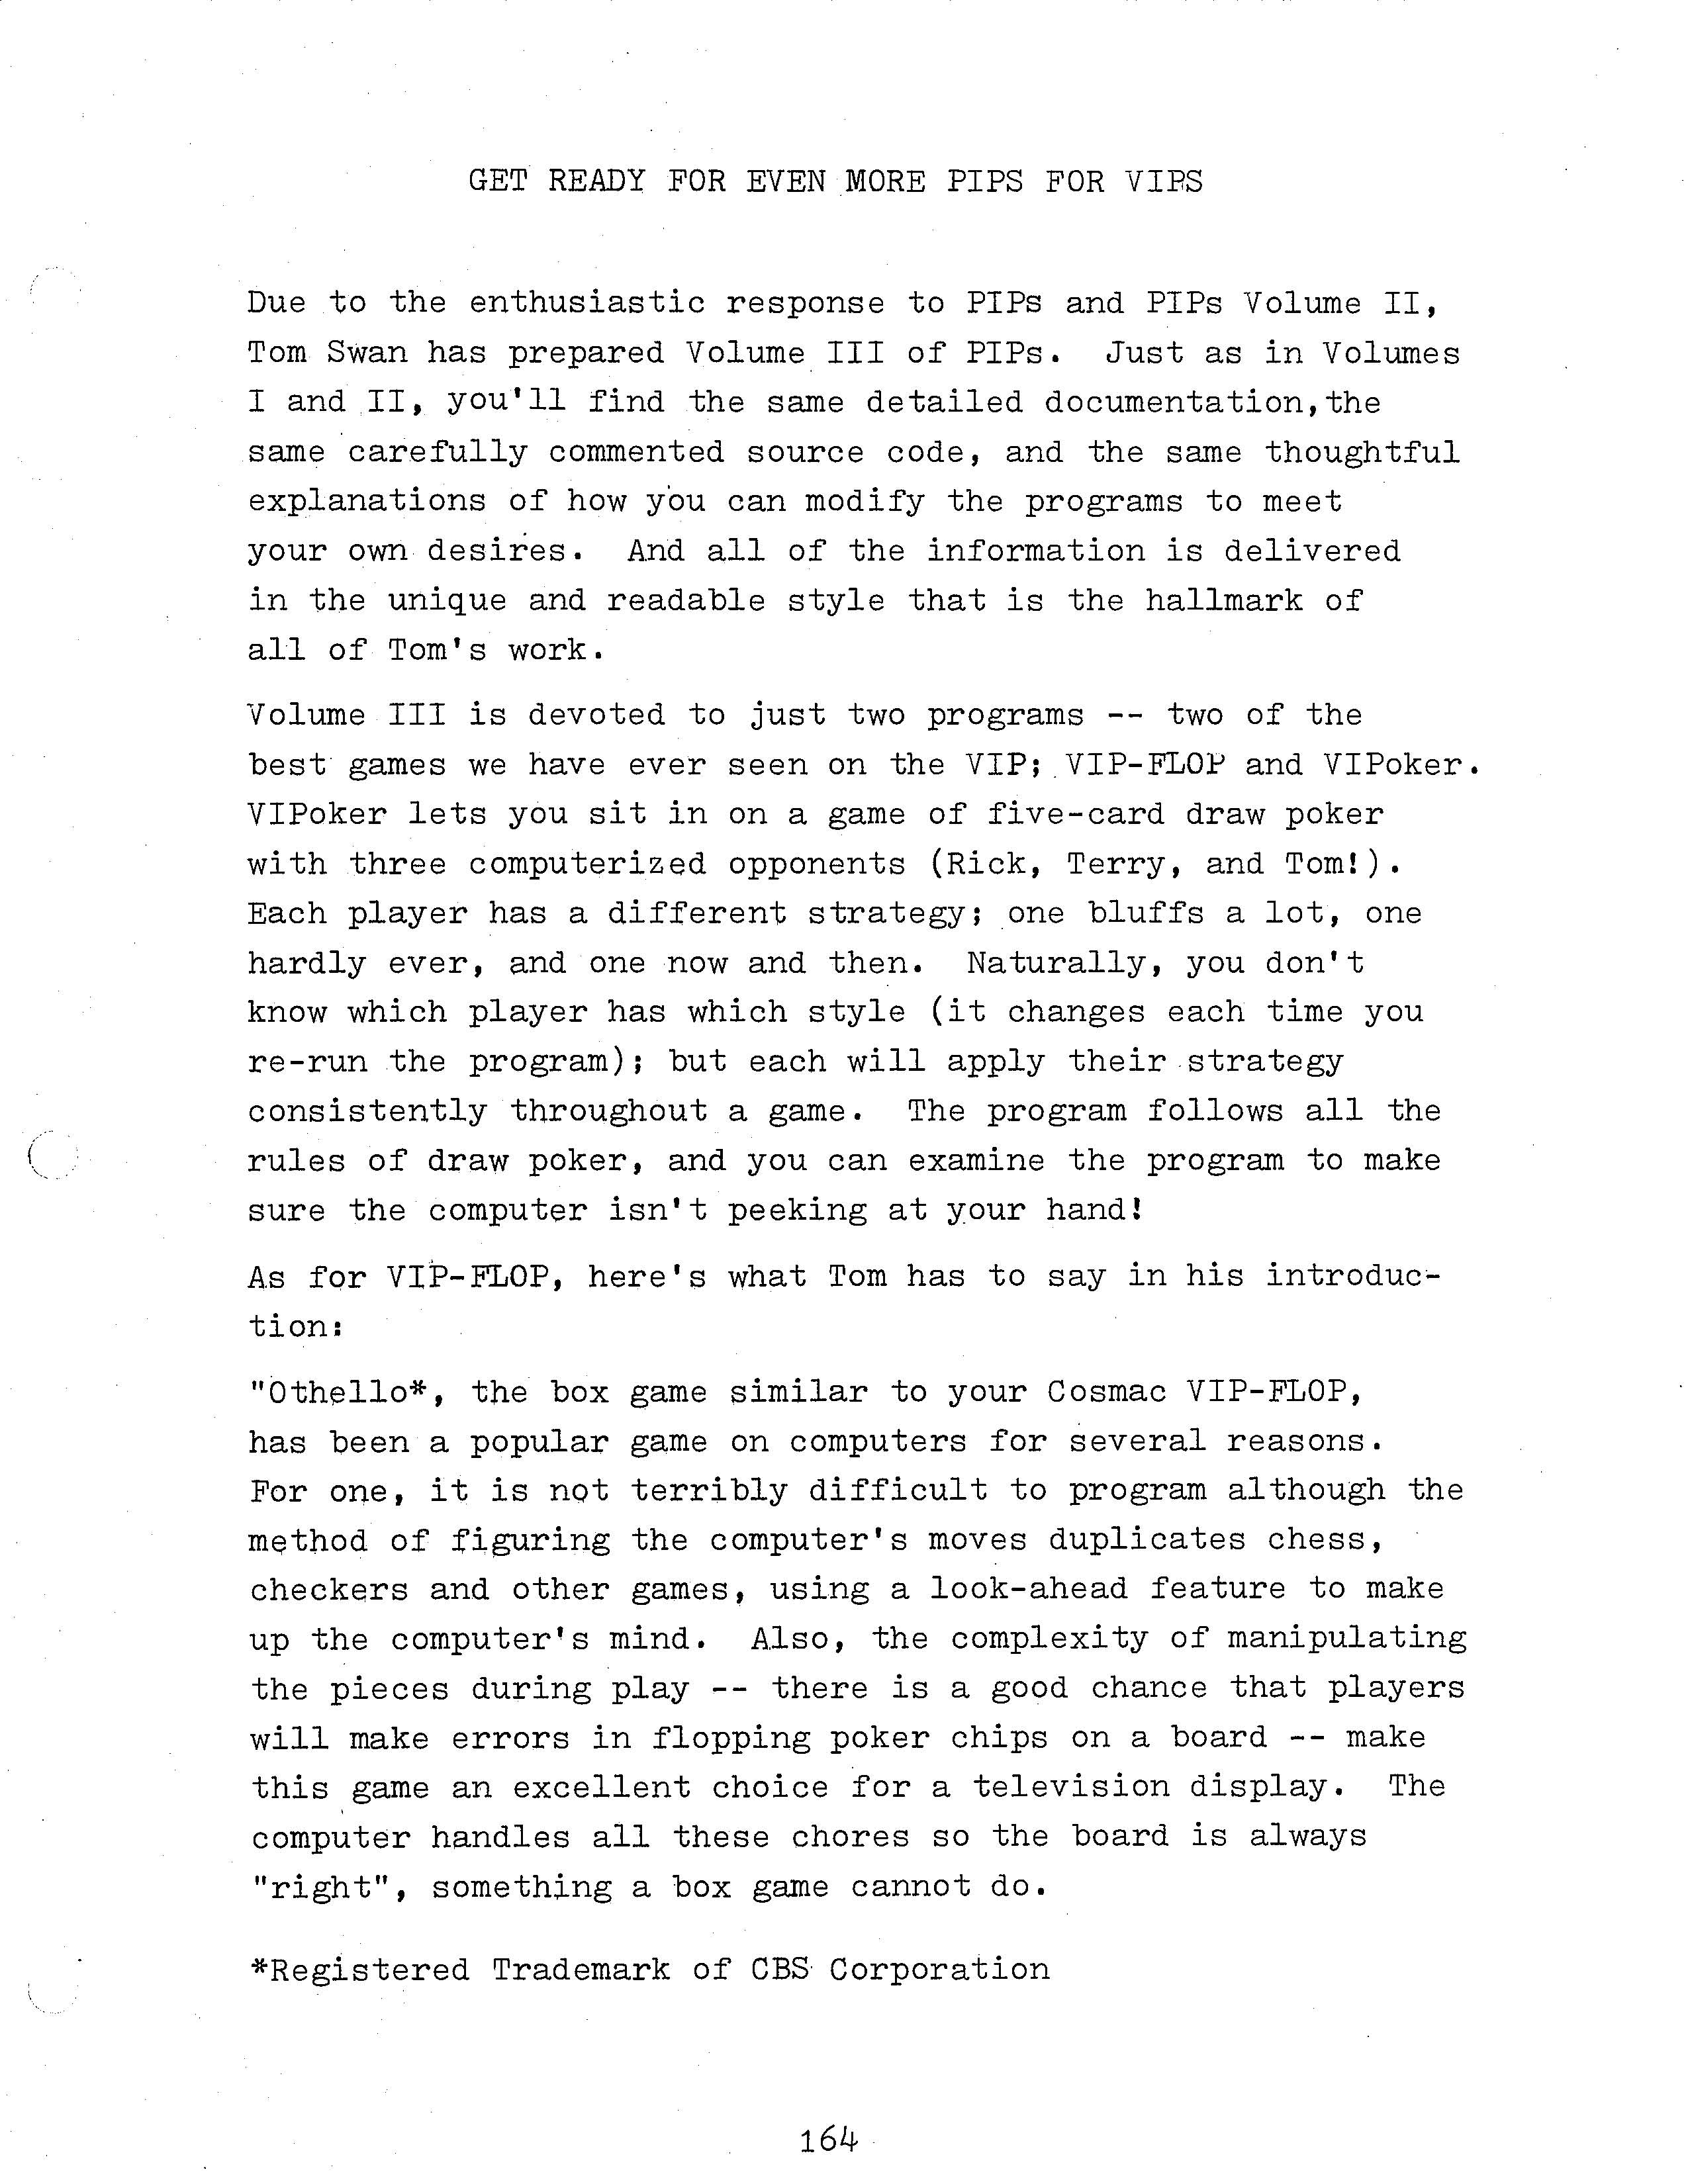 GET READY FOR EVEN MORE PIPS FOR VIPS
Due to the enthusiastic response to PIPs and PIPs Volume II,
Tom Swan has prepared Volume III of PIPs.  Just as in Volumes
I and II, you'll find the same detailed documentation,the
same carefully commented source code, and the same thoughtful
explanations of how you can modify the programs to meet
your own desires.  And all of the information is delivered
in the unique and readable style that is the hallmark of
all of Tom's work.
Volume III is devoted to just two programs -- two of the
best games we have ever seen on the VIP; VIP-FLOP and VIPoker.
VIPoker lets you sit in on a game of five-card draw poker
with three computerized opponents (Rick, Terry, and Tom!).
Each player has a different strategy; one bluffs a lot, one
hardly ever, and one now and then.  Naturally, you don't
know which player has which style (it changes each time you
re-run the program); but each will apply their strategy
consistently throughout a game.  The program follows all the
rules of draw poker, and you can examine the program to make
sure the computer isn't peeking at your hand!
As for VIP-FLOP, here's what Tom has to say in his introduc-
tion:
"Othello*, the box game similar to your Cosmac VIP-FLOP,
has been a popular game on computers for several reasons.
For one, it is not terribly difficult to program although the
method of figuring the computer's moves duplicates chess,
checkers and other games, using a look-ahead feature to make
up the computer's mind.  Also, the complexity of manipulating
the pieces during play -- there is a good chance that players
will make errors in flopping poker chips on a board -- make
this game an excellent choice for a television display.  The
computer handles all these chores so the board is always
"right", something a box game cannot do.
*Registered Trademark of CBS Corporation
164